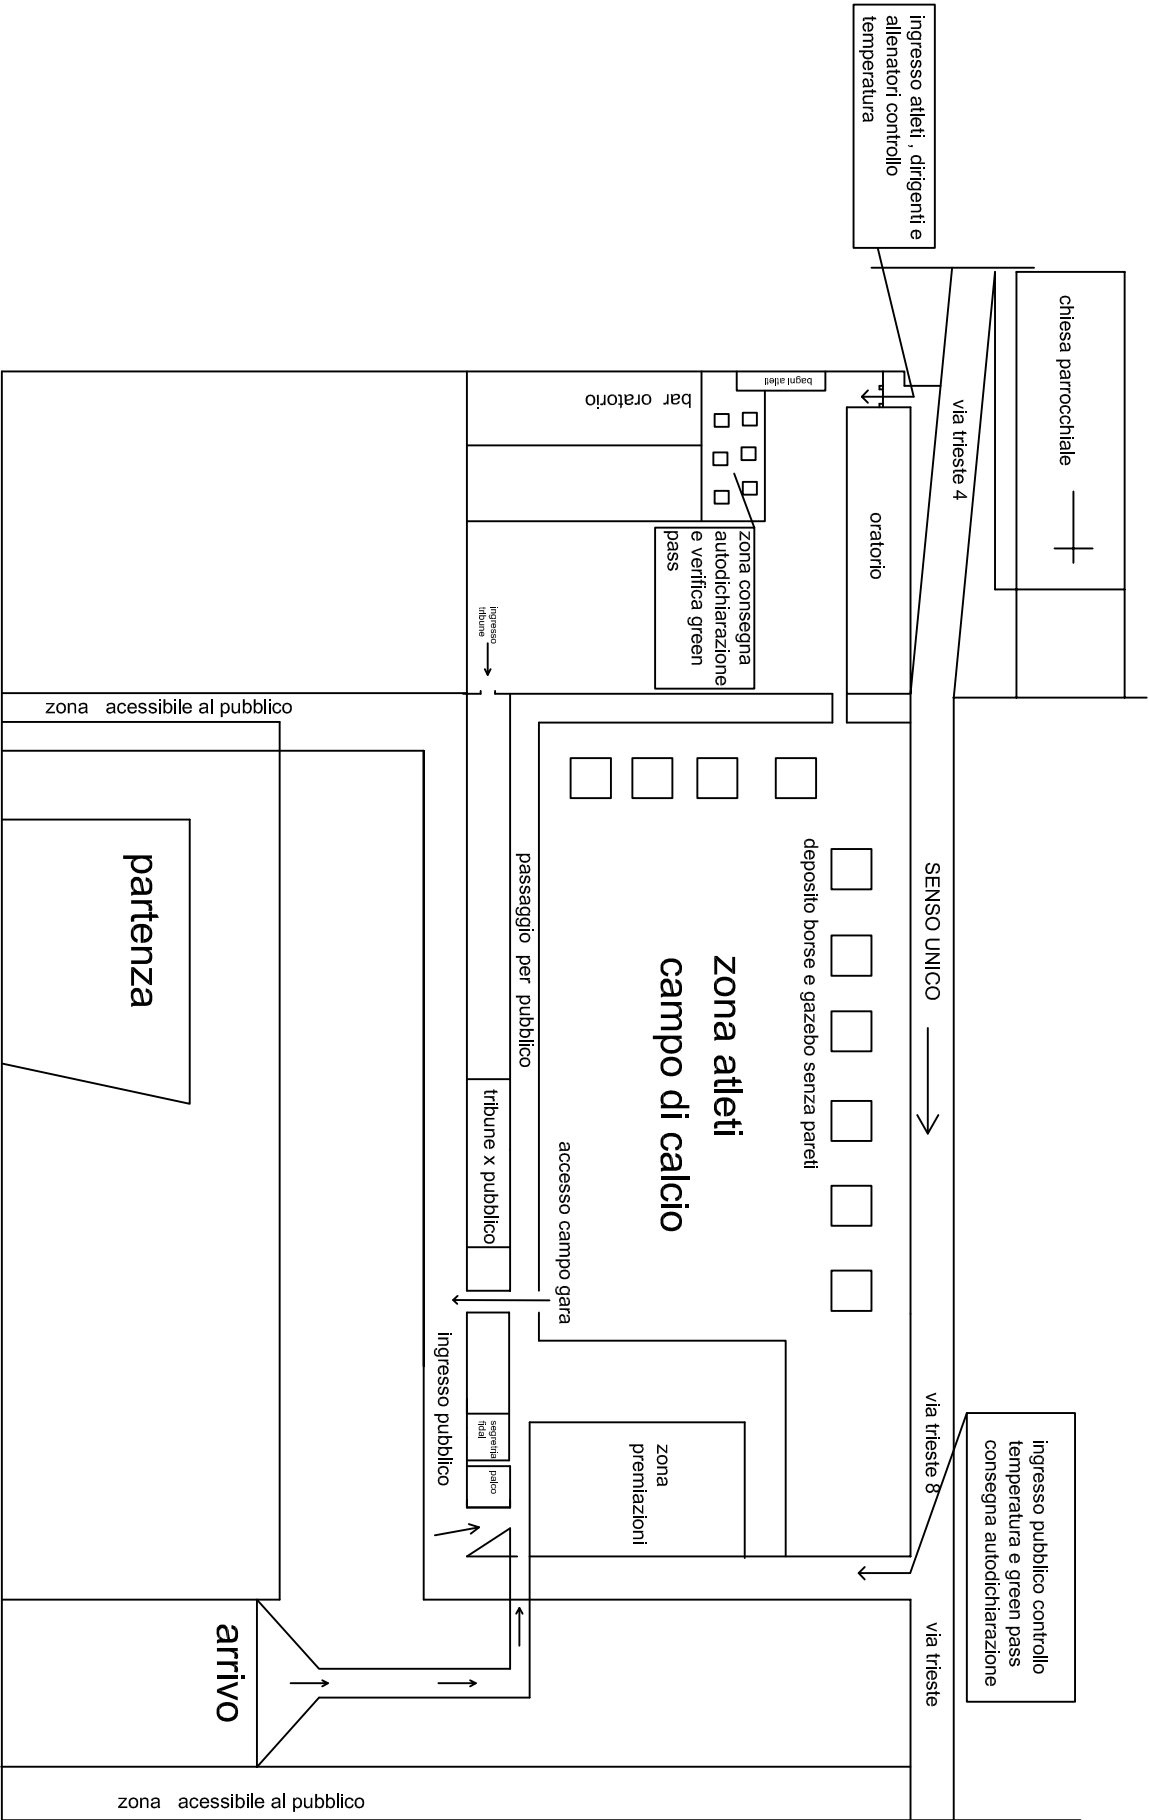 ingresso atleti , dirigenti e
allenatori controllo
temperatura
chiesa parrocchiale
via trieste 4
bagni atleti
bar oratorio
oratorio
zona consegna
autodichiarazione
e verifica green
pass
ingresso
tribune
zona acessibile al pubblico
partenza
passaggio per pubblico
tribune x pubblico
deposito borse e gazebo senza pareti
zona atleti
campo di calcio
SENSO UNICO
accesso campo gara
ingresso pubblico
segretrija
fidal
palco
zona
premiazioni
via trieste 8
ingresso pubblico controllo
temperatura e green pass
consegna autodichiarazione
via trieste
arrivo
zona acessibile al pubblico